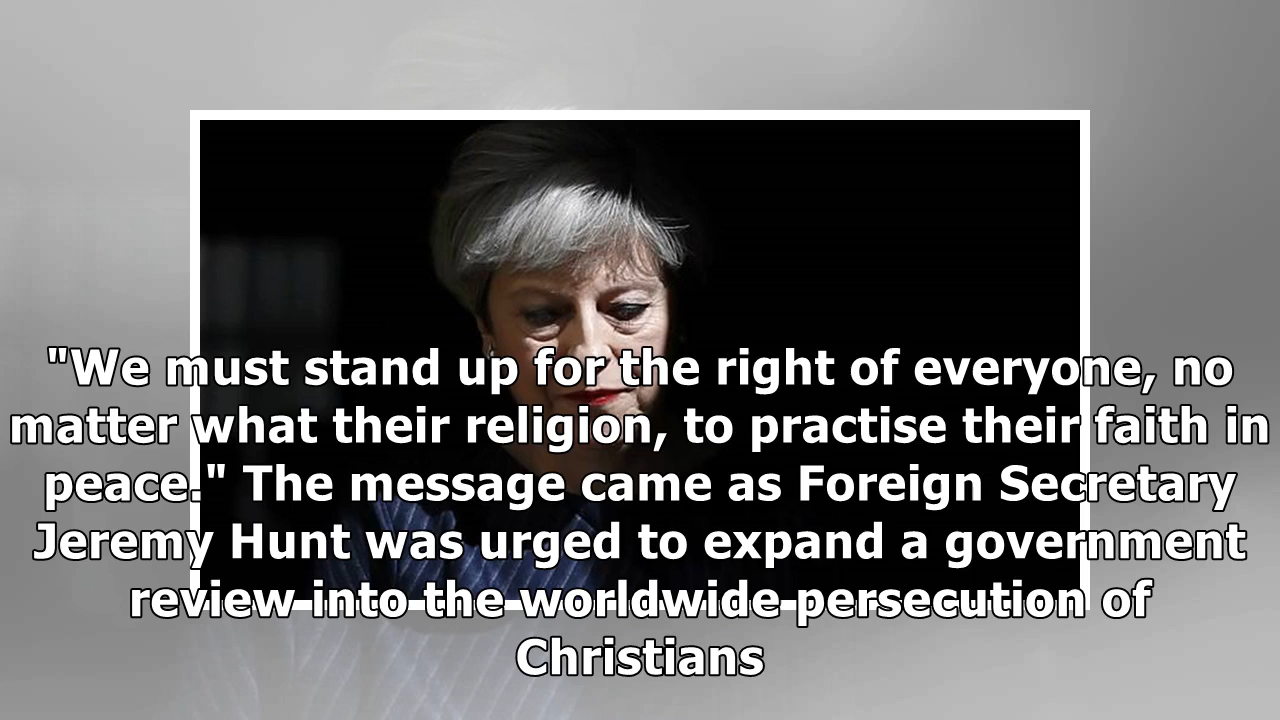 "We must stand up for the right of everyone, no
matter what their religion, to practise their faith in
peace." The message came as Foreign Secretary
Jeremy Hunt was urged to expand a government
review into the worldwide persecution of
Christians